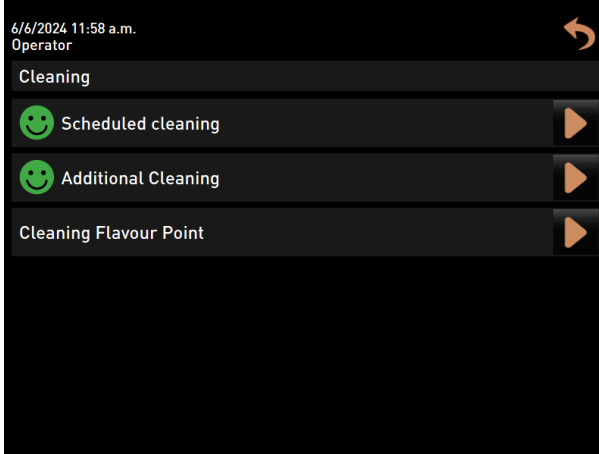 6/6/2024 11:58 a.m.
Operator
Cleaning
Scheduled cleaning
Additional Cleaning
Cleaning Flavour Point